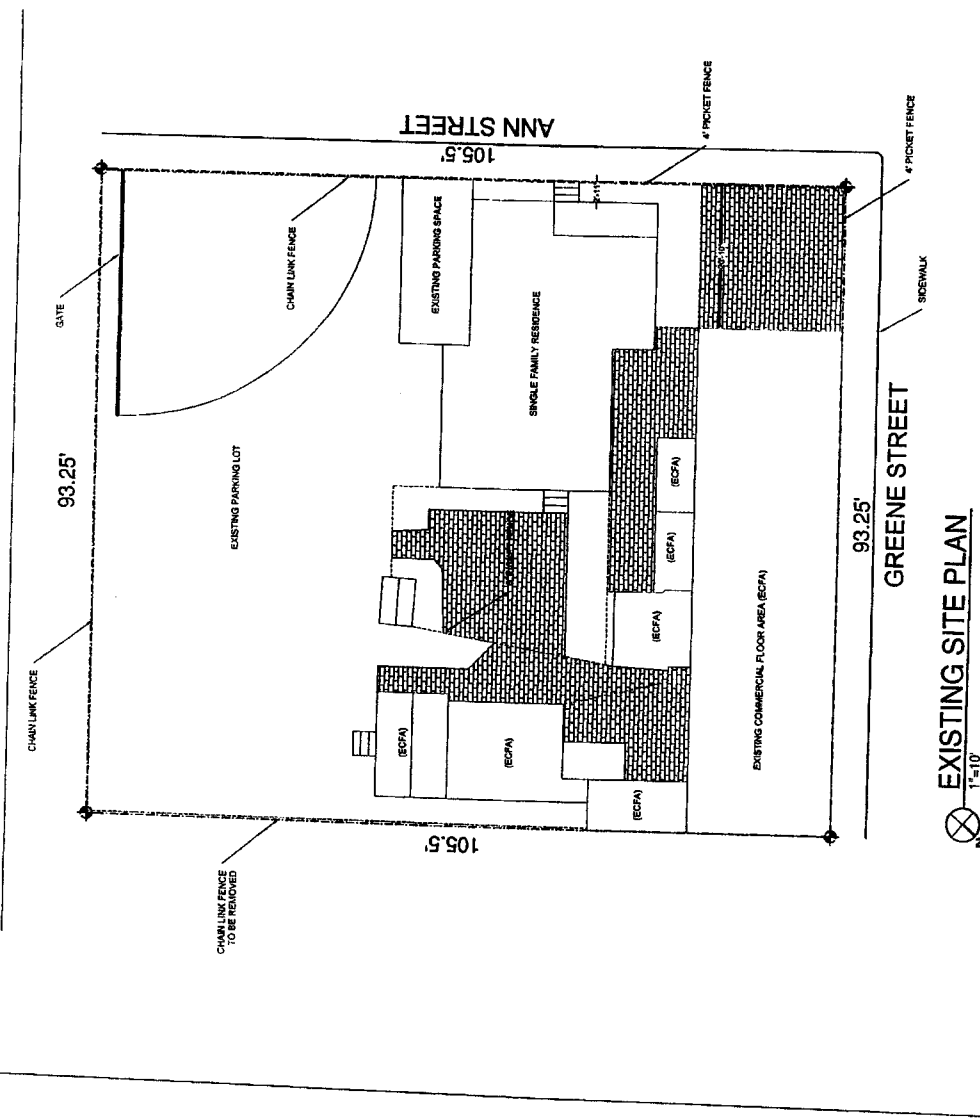 ANN STREET
105.5'
4' PICKET FENCE
4' PICKET FENCE
GATE
CHAIN LINK FENCE
EXISTING PARKING SPACE
SIDEWALK
SINGLE FAMILY RESIDENCE
2'-11"
93.25'
EXISTING PARKING LOT
(ECFA)
(ECFA)
(ECFA)
93.25'
GREENE STREET
CHAIN LINK FENCE
(ECFA)
(ECFA)
(ECFA)
EXISTING COMMERCIAL FLOOR AREA (ECFA)
105.5'
CHAIN LINK FENCE
TO BE REMOVED
EXISTING SITE PLAN
1"=10'
N